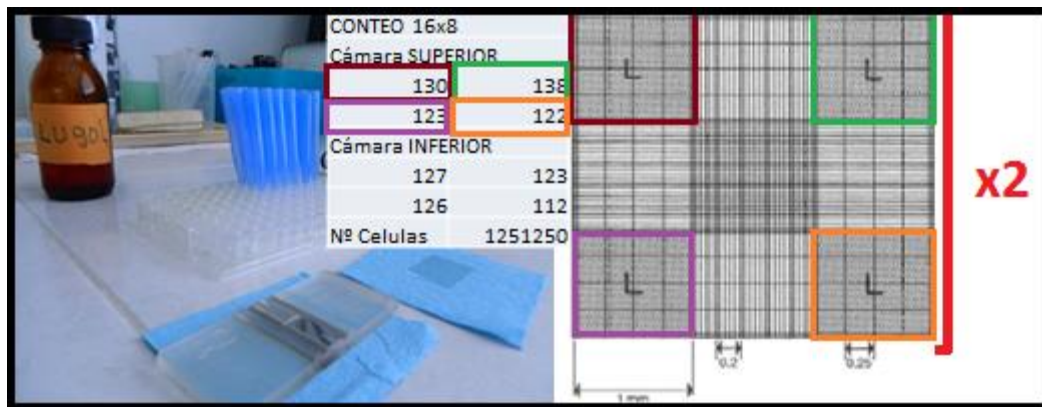 LUGOL
CONTEO 16x8
Cámara SUPERIOR
130 138
123 122
Cámara INFERIOR
127 123
126 112
Nº Celulas 1251250
L L
L L
x2
0.2 0.25
1 mm